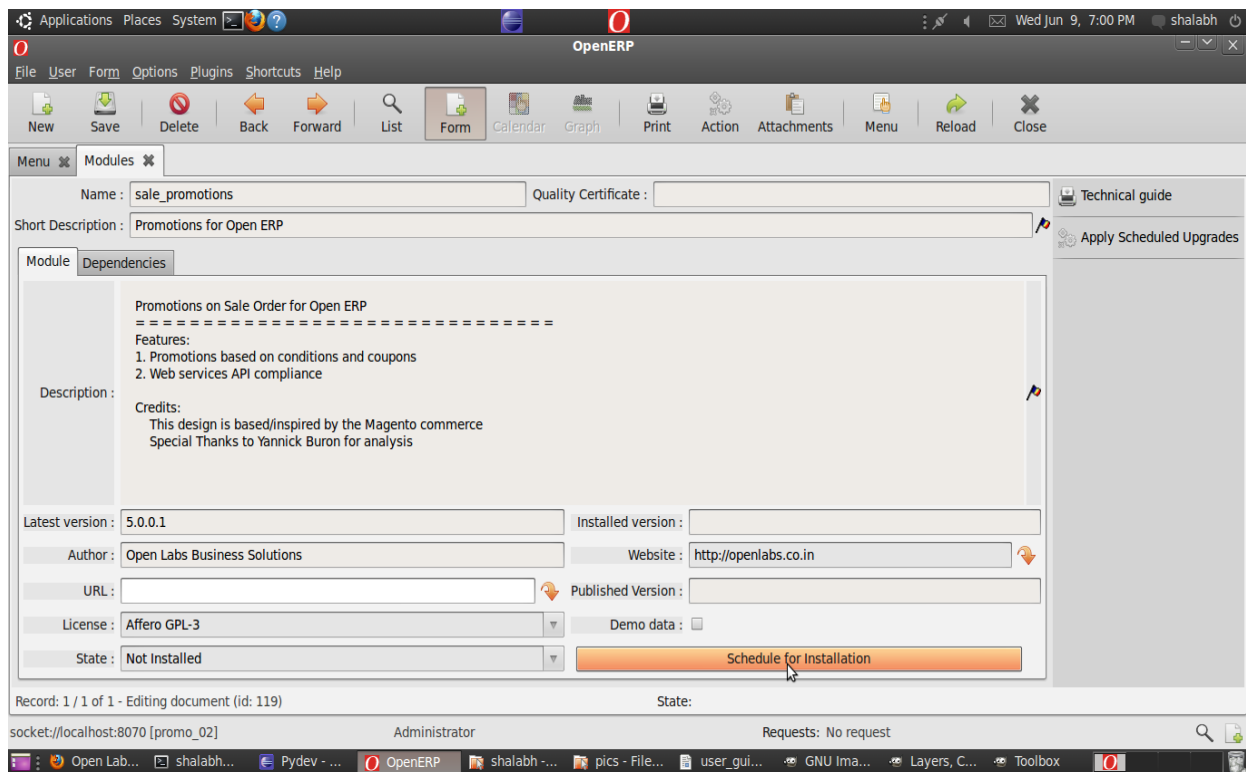 Applications Places System Wed Jun 9, 7:00 PM shalabh
OpenERP
File User Form Options Plugins Shortcuts Help
New Save Delete Back Forward List Form Calendar Graph Print Action Attachments Menu Reload Close
Menu Modules
Name : sale_promotions Quality Certificate : Technical guide
Short Description : Promotions for Open ERP Apply Scheduled Upgrades
Module Dependencies
Promotions on Sale Order for Open ERP
= = = = = = = = = = = = = = = = = = = = = = = = = = = = = = =
Features:
1. Promotions based on conditions and coupons
2. Web services API compliance
Description :
Credits:
This design is based/inspired by the Magento commerce
Special Thanks to Yannick Buron for analysis
Latest version : 5.0.0.1 Installed version :
Author : Open Labs Business Solutions Website : http://openlabs.co.in
URL : Published Version :
License : Affero GPL-3 Demo data :
State : Not Installed Schedule for Installation
Record: 1 / 1 of 1 - Editing document (id: 119) State:
socket://localhost:8070 [promo_02] Administrator Requests: No request
Open Lab... shalabh... Pydev - ... OpenERP shalabh -... pics - File... user_gui... GNU Ima... Layers, C... Toolbox